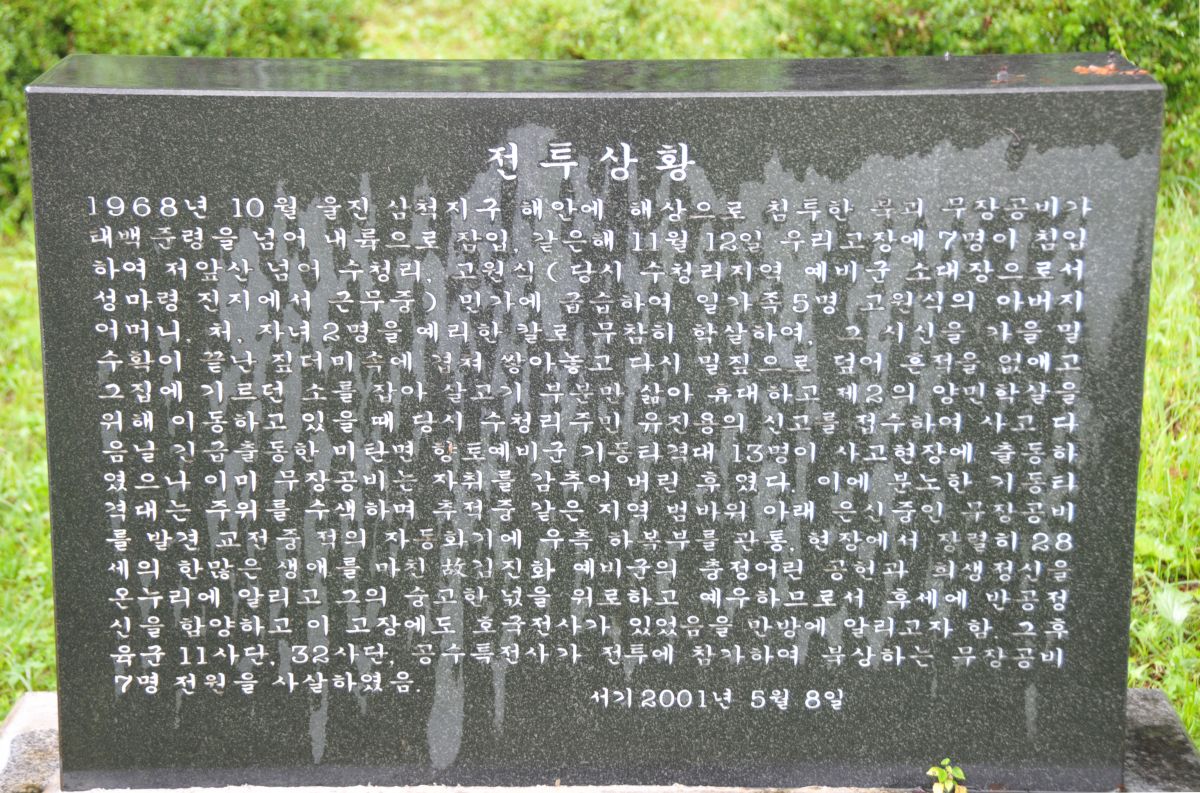 전투상황
1968년 10월 울진 삼척지구 해안에 해상으로 침투한 북괴 무장공비가
태백준령을 넘어 내륙으로 잠입, 같은해 11월 12일 우리고장에 7명이 침입
하여 저앞산 넘어 수청리, 고원식(당시 수청리지역 예비군 소대장으로서
성마령 진지에서 근무중) 민가에 급습하여 일가족5명 고원식의 아버지
어머니, 처, 자녀2명을 예리한 칼로 무참히 학살하여, 그 시신을 가을 밀
수확이 끝난 짚더미속에 겹쳐 쌓아놓고 다시 밀짚으로 덮어 흔적을 없애고
그집에 기르던 소를 잡아 살고기 부분만 삶아 휴대하고 제2의 양민학살을
위해 이동하고 있을때 당시 수청리주민 유진용의 신고를 접수하여 사고 다
음날 긴급출동한 미탄면 향토예비군 기동타격대 13명이 사고현장에 출동하
였으나 이미 무장공비는 자취를 감추어 버린 후 였다. 이에 분노한 기동타
격대는 주위를 수색하며 추적중 같은 지역 범바위 아래 은신중인 무장공비
를 발견 교전중 적의 자동화기에 우측 하복부를 관통, 현장에서 장렬히 28
세의 한많은 생애를 마친 故김진화 예비군의 충정어린 공헌과 희생정신을
온누리에 알리고 그의 숭고한 넋을 위로하고 예우하므로서 후세에 반공정
신을 함양하고 이 고장에도 호국전사가 있었음을 만방에 알리고자 함. 그후
육군 11사단, 32사단, 공수특전사가 전투에 참가하여 부상하는 무장공비
7명 전원을 사살하였음.
서기2001년 5월 8일